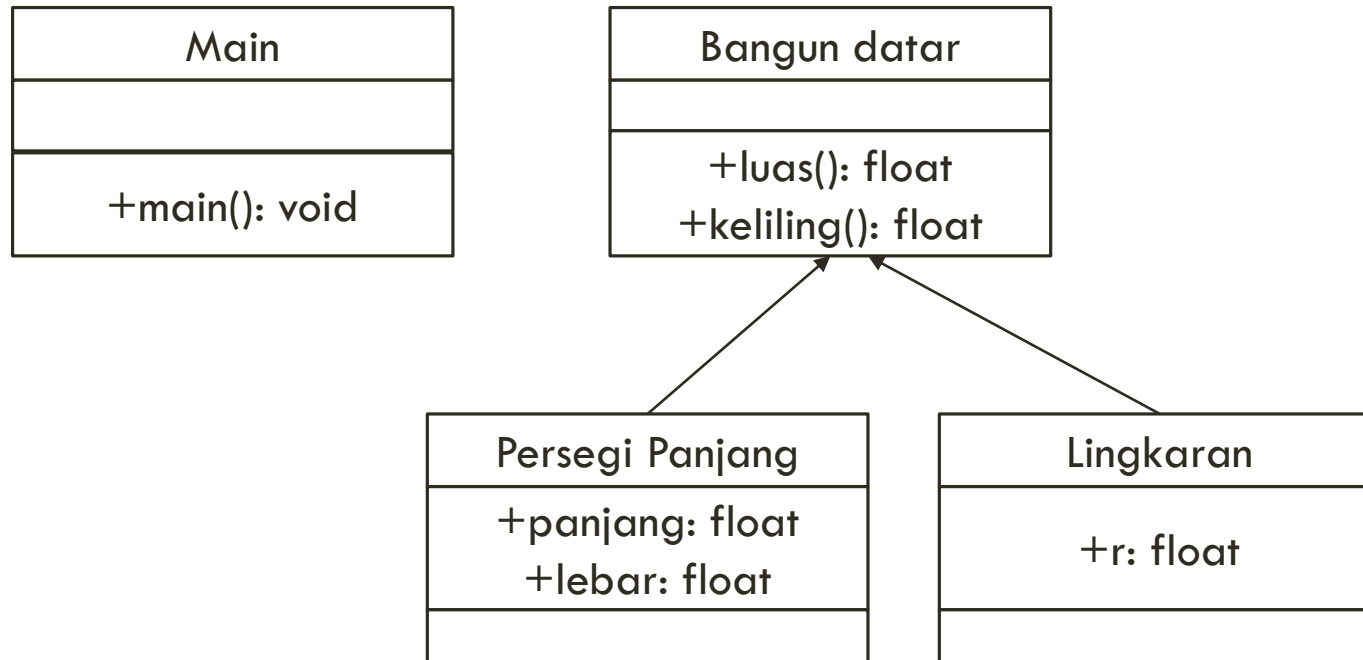 Main
+main(): void
Bangun datar
+luas(): float
+keliling(): float
Persegi Panjang
+panjang: float
+lebar: float
Lingkaran
+r: float